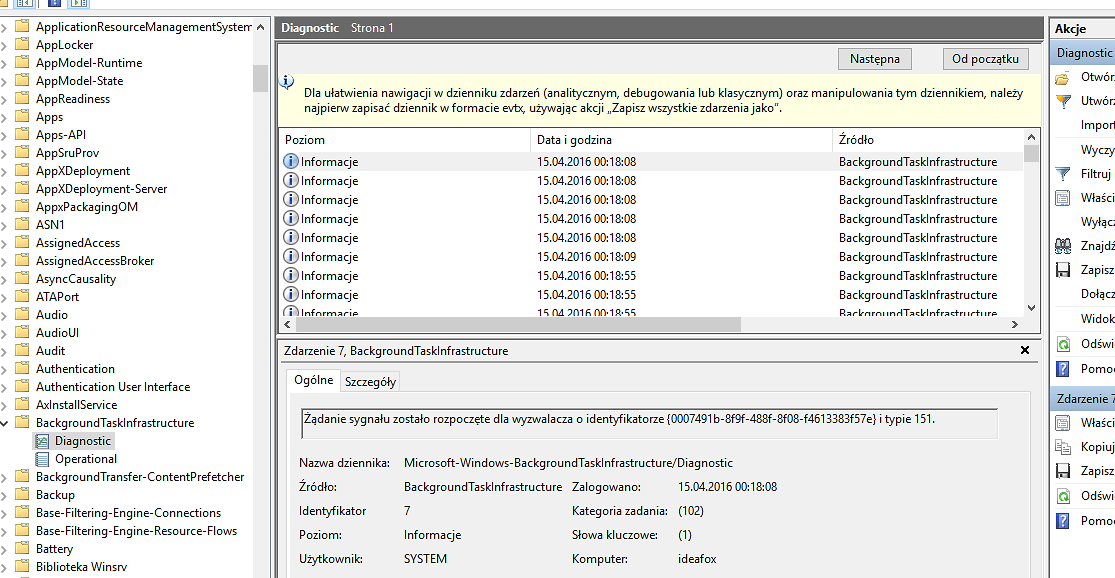 ApplicationResourceManagementSystem
AppLocker
AppModel-Runtime
AppModel-State
AppReadiness
Apps
Apps-API
AppSruProv
AppXDeployment
AppXDeployment-Server
AppxPackagingOM
ASN1
AssignedAccess
AssignedAccessBroker
AsyncCausality
ATAPort
Audio
AudioUI
Audit
Authentication
Authentication User Interface
AxInstallService
BackgroundTaskInfrastructure
Diagnostic
Operational
BackgroundTransfer-ContentPrefetcher
Backup
Base-Filtering-Engine-Connections
Base-Filtering-Engine-Resource-Flows
Battery
Biblioteka Winsrv
Diagnostic Strona 1
Następna Od początku
Dla ułatwienia nawigacji w dzienniku zdarzeń (analitycznym, debugowania lub klasycznym) oraz manipulowania tym dziennikiem, należy
najpierw zapisać dziennik w formacie evtx, używając akcji „Zapisz wszystkie zdarzenia jako”.
Poziom Data i godzina Źródło
Informacje 15.04.2016 00:18:08 BackgroundTaskInfrastructure
Informacje 15.04.2016 00:18:08 BackgroundTaskInfrastructure
Informacje 15.04.2016 00:18:08 BackgroundTaskInfrastructure
Informacje 15.04.2016 00:18:08 BackgroundTaskInfrastructure
Informacje 15.04.2016 00:18:08 BackgroundTaskInfrastructure
Informacje 15.04.2016 00:18:09 BackgroundTaskInfrastructure
Informacje 15.04.2016 00:18:55 BackgroundTaskInfrastructure
Informacje 15.04.2016 00:18:55 BackgroundTaskInfrastructure
Informacje 15.04.2016 00:18:55 BackgroundTaskInfrastructure
Zdarzenie 7, BackgroundTaskInfrastructure
Ogólne Szczegóły
Żądanie sygnału zostało rozpoczęte dla wyzwalacza o identyfikatorze {0007491b-8f9f-488f-8f08-f4613383f57e} i typie 151.
Nazwa dziennika: Microsoft-Windows-BackgroundTaskInfrastructure/Diagnostic
Źródło: BackgroundTaskInfrastructure Zalogowano: 15.04.2016 00:18:08
Identyfikator 7 Kategoria zadania: (102)
Poziom: Informacje Słowa kluczowe: (1)
Użytkownik: SYSTEM Komputer: ideafox
Akcje
Diagnostic
Otwórz
Utwórz
Import
Wyczy
Filtruj
Właści
Wyłącz
Znajdź
Zapisz
Dołącz
Widok
Odświ
Pomoc
Zdarzenie 7
Właści
Kopiuj
Zapisz
Odświ
Pomoc